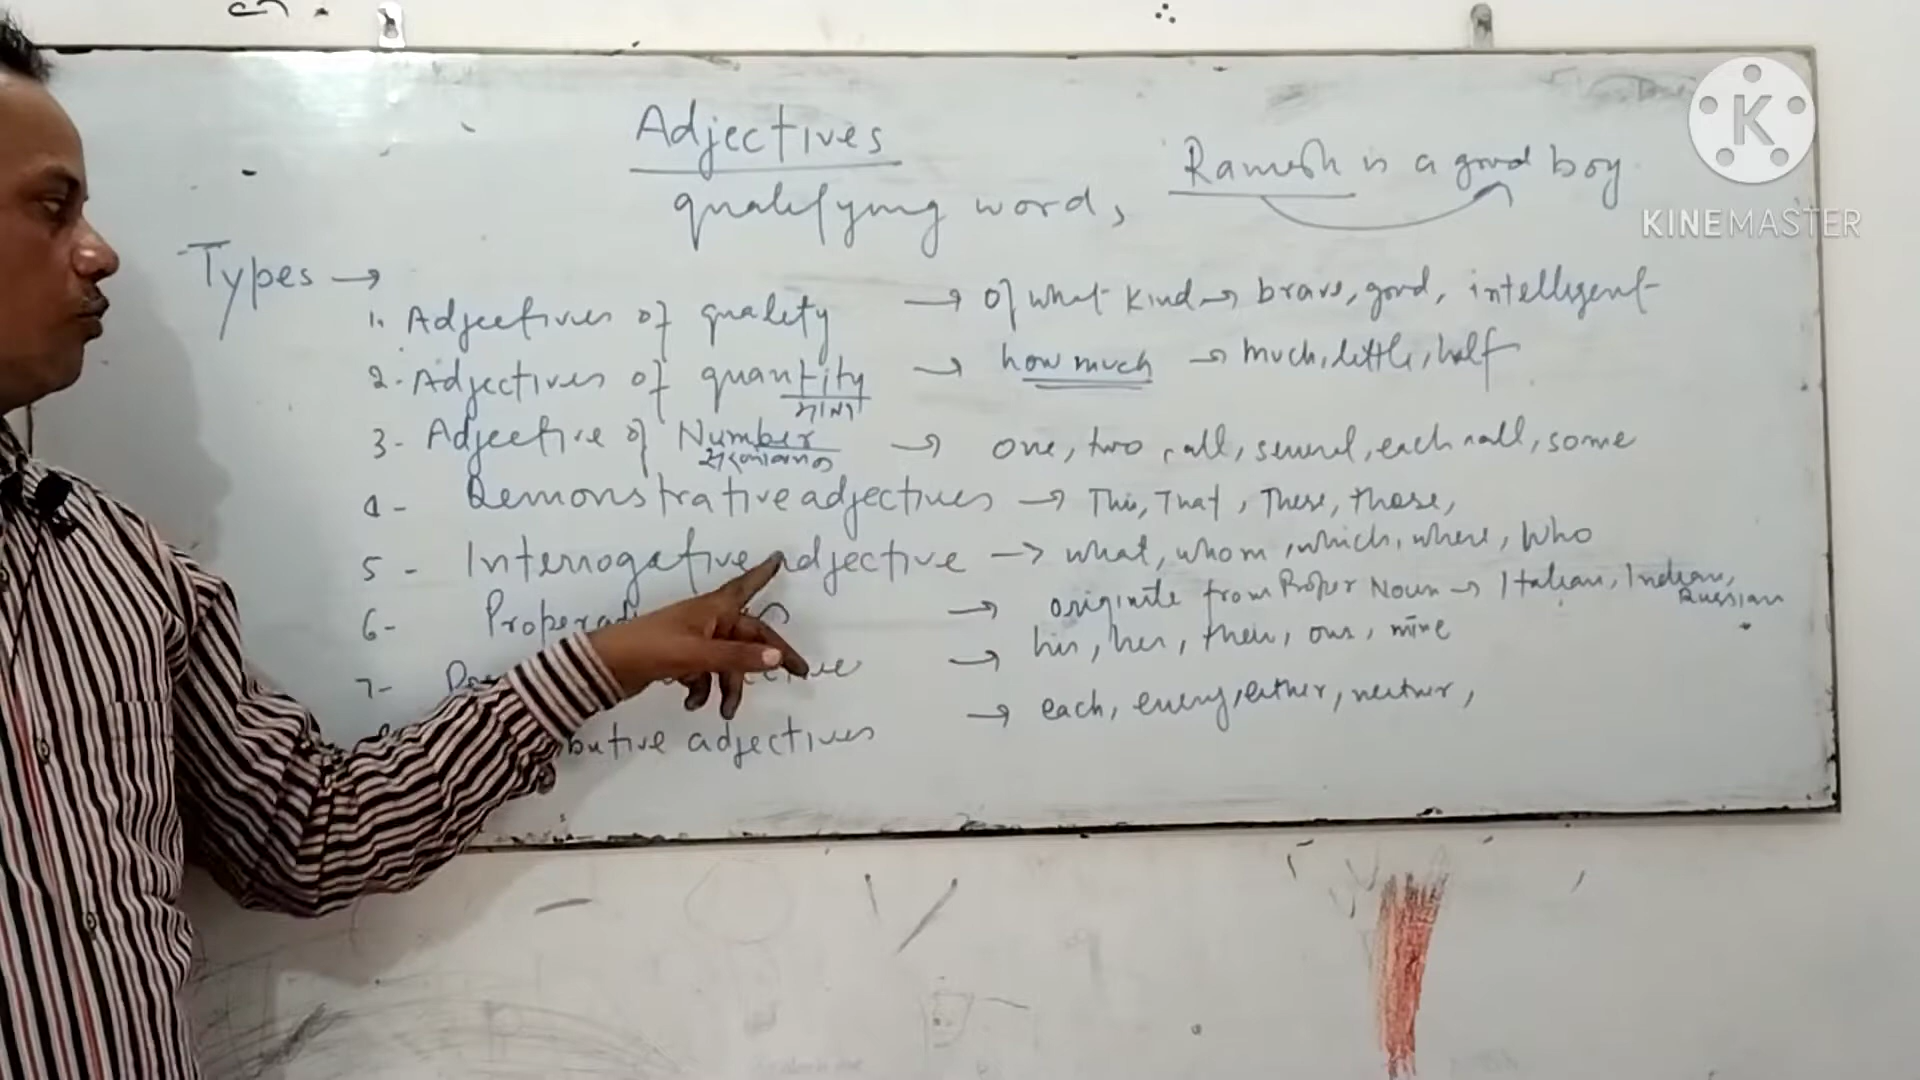 Adjectives
Ramesh is a good boy
qualifying word,
Types →
1. Adjectives of quality → Of what kind → brave, good, intelligent
2. Adjectives of quantity → how much → Much, little, half
3- Adjective of Number → one, two, all, several, each, all, some
4- Demonstrative adjectives → This, That, These, those,
5- Interrogative adjective → what, whom, which, where, Who
6- Proper → originate from Proper Noun → Italian, Indian, Russian
7- → his, her, their, our, mine
butive adjectives → each, every, either, neither,
K
KINEMASTER